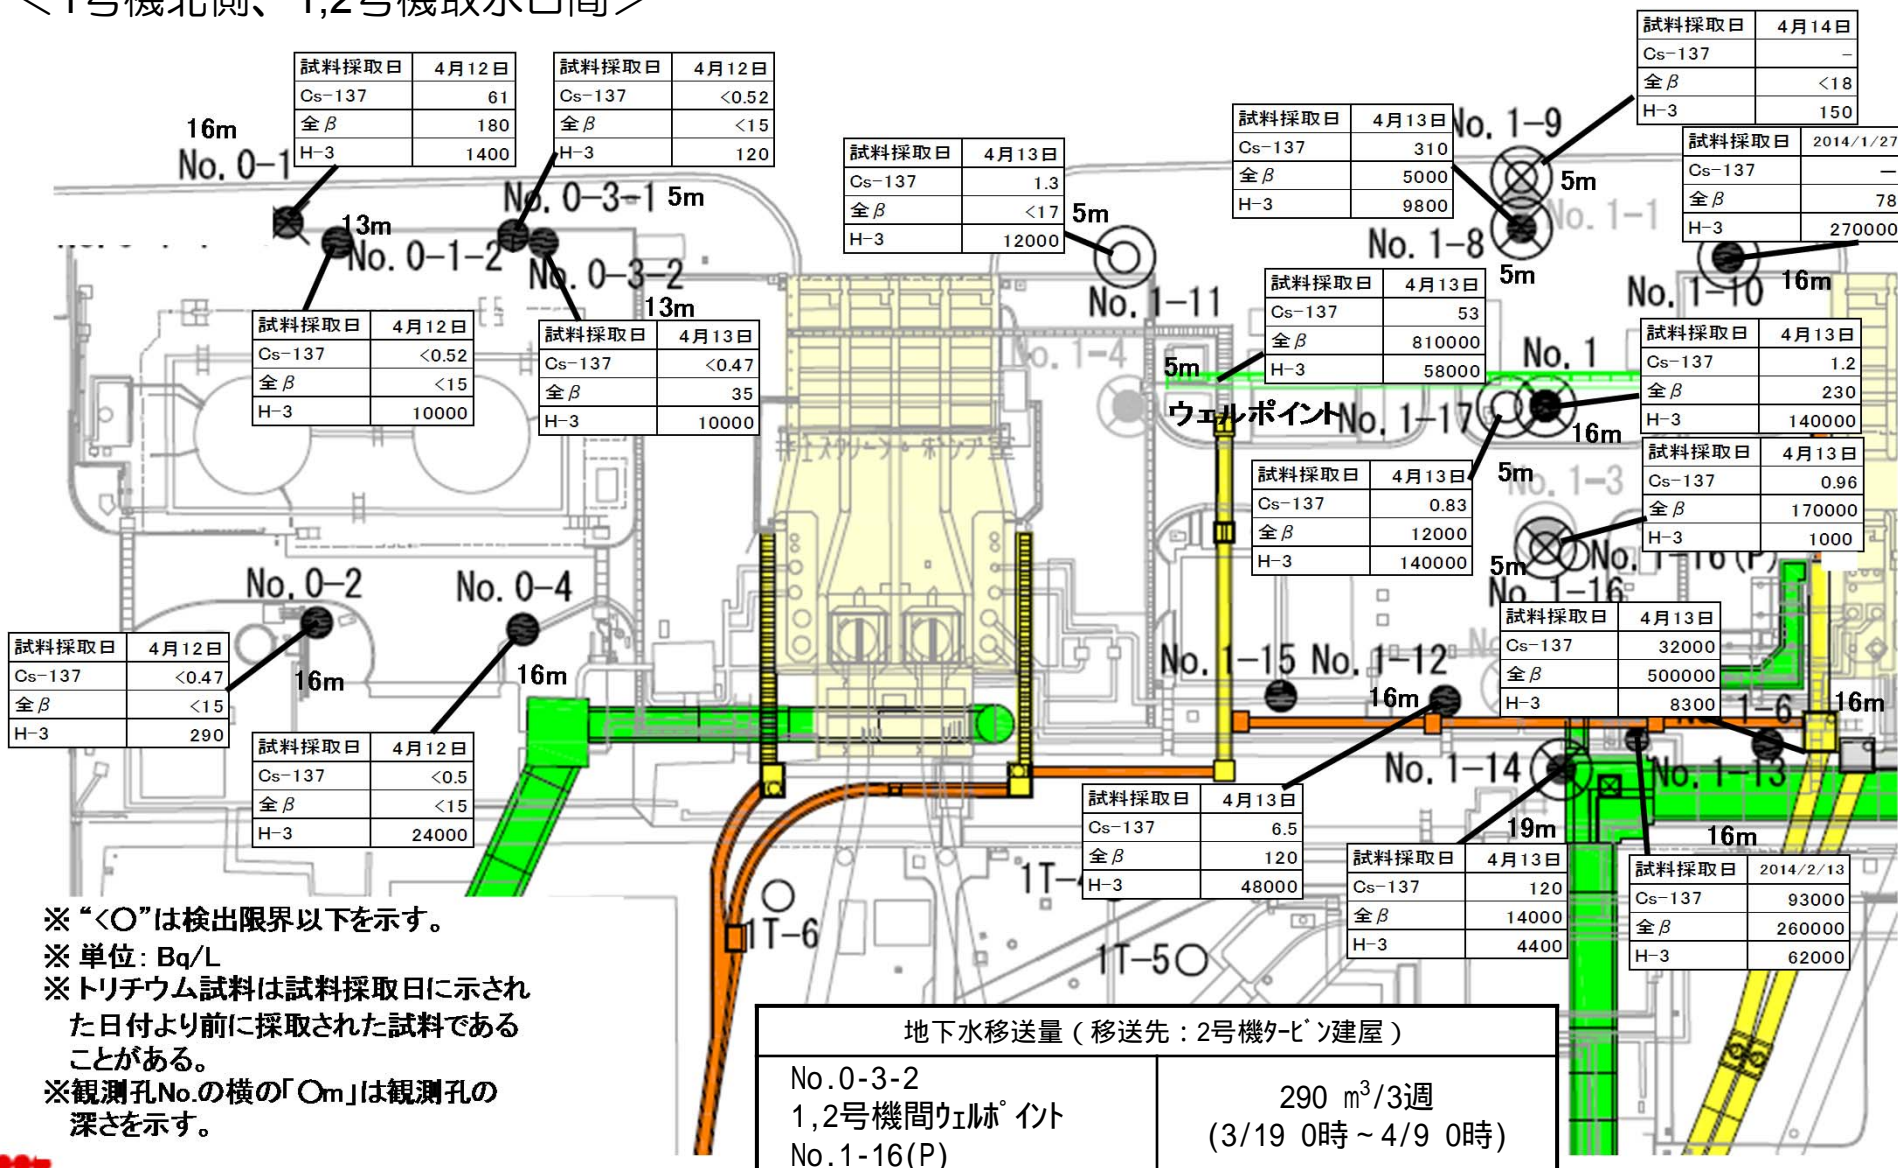 ＜1号機北側、1,2号機取水口間＞
試料採取日 4月12日
Cs-137 61
全β 180
H-3 1400
試料採取日 4月12日
Cs-137 <0.52
全β <15
H-3 120
試料採取日 4月13日
Cs-137 1.3
全β <17
H-3 12000
試料採取日 4月13日
Cs-137 310
全β 5000
H-3 9800
試料採取日 4月14日
Cs-137 -
全β <18
H-3 150
試料採取日 2014/1/27
Cs-137 -
全β 78
H-3 270000
16m
No. 0-1
No. 0-3-1 5m
13m
No. 0-1-2
No. 0-3-2
13m
5m
No. 1-11
No. 1-9
5m
No. 1-1
No. 1-8
5m
No. 1-10 16m
試料採取日 4月12日
Cs-137 <0.52
全β <15
H-3 10000
試料採取日 4月13日
Cs-137 <0.47
全β 35
H-3 10000
試料採取日 4月13日
Cs-137 53
全β 810000
H-3 58000
試料採取日 4月13日
Cs-137 1.2
全β 230
H-3 140000
No. 1-4
5m
ウェルポイント
No. 1
No. 1-17
16m
5m
No. 1-3
試料採取日 4月13日
Cs-137 0.83
全β 12000
H-3 140000
試料採取日 4月13日
Cs-137 0.96
全β 170000
H-3 1000
5m
No. 1-16(P)
No. 1-16
No. 0-2
16m
No. 0-4
16m
No. 1-15 No. 1-12
16m
試料採取日 4月12日
Cs-137 <0.47
全β <15
H-3 290
試料採取日 4月12日
Cs-137 <0.5
全β <15
H-3 24000
試料採取日 4月13日
Cs-137 32000
全β 500000
H-3 8300
No. 1-6
16m
No. 1-14
19m
No. 1-13
16m
試料採取日 4月13日
Cs-137 6.5
全β 120
H-3 48000
試料採取日 4月13日
Cs-137 120
全β 14000
H-3 4400
試料採取日 2014/2/13
Cs-137 93000
全β 260000
H-3 62000
1T-6
1T-5
※“<○”は検出限界以下を示す。
※ 単位：Bq/L
※ トリチウム試料は試料採取日に示され
た日付より前に採取された試料である
ことがある。
※観測孔No.の横の「○m」は観測孔の
深さを示す。
地下水移送量（移送先：2号機ﾀｰﾋﾞﾝ建屋）
No.0-3-2
1,2号機間ｳｪﾙﾎﾟｲﾝﾄ
No.1-16(P)
290 m³/3週
(3/19 0時～4/9 0時)